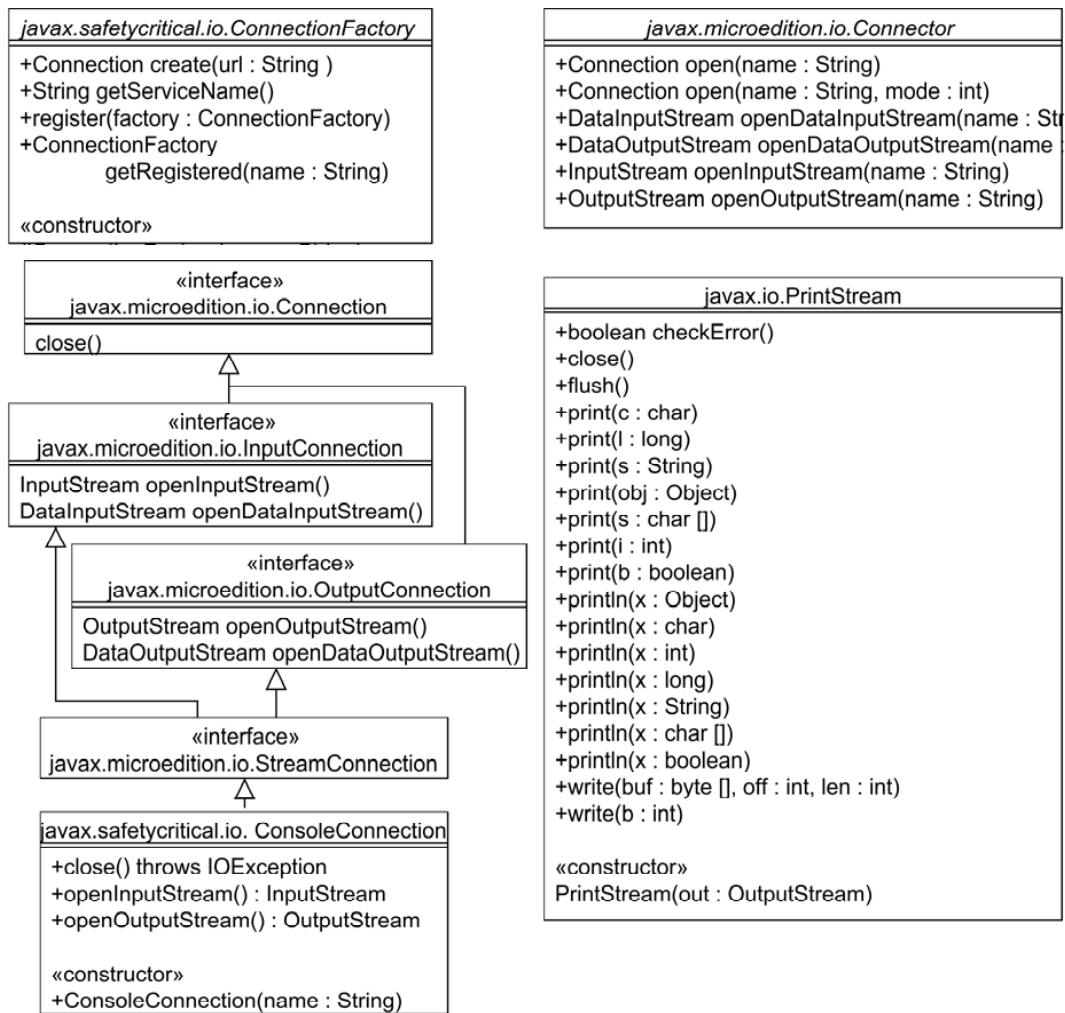 javax.safetycritical.io.ConnectionFactory
+Connection create(url : String )
+String getServiceName()
+register(factory : ConnectionFactory)
+ConnectionFactory
getRegistered(name : String)
«constructor»
«interface»
javax.microedition.io.Connection
close()
«interface»
javax.microedition.io.InputConnection
InputStream openInputStream()
DataInputStream openDataInputStream()
«interface»
javax.microedition.io.OutputConnection
OutputStream openOutputStream()
DataOutputStream openDataOutputStream()
«interface»
javax.microedition.io.StreamConnection
javax.safetycritical.io. ConsoleConnection
+close() throws IOException
+openInputStream() : InputStream
+openOutputStream() : OutputStream
«constructor»
+ConsoleConnection(name : String)
javax.microedition.io.Connector
+Connection open(name : String)
+Connection open(name : String, mode : int)
+DataInputStream openDataInputStream(name : Str
+DataOutputStream openDataOutputStream(name :
+InputStream openInputStream(name : String)
+OutputStream openOutputStream(name : String)
javax.io.PrintStream
+boolean checkError()
+close()
+flush()
+print(c : char)
+print(l : long)
+print(s : String)
+print(obj : Object)
+print(s : char [])
+print(i : int)
+print(b : boolean)
+println(x : Object)
+println(x : char)
+println(x : int)
+println(x : long)
+println(x : String)
+println(x : char [])
+println(x : boolean)
+write(buf : byte [], off : int, len : int)
+write(b : int)
«constructor»
PrintStream(out : OutputStream)